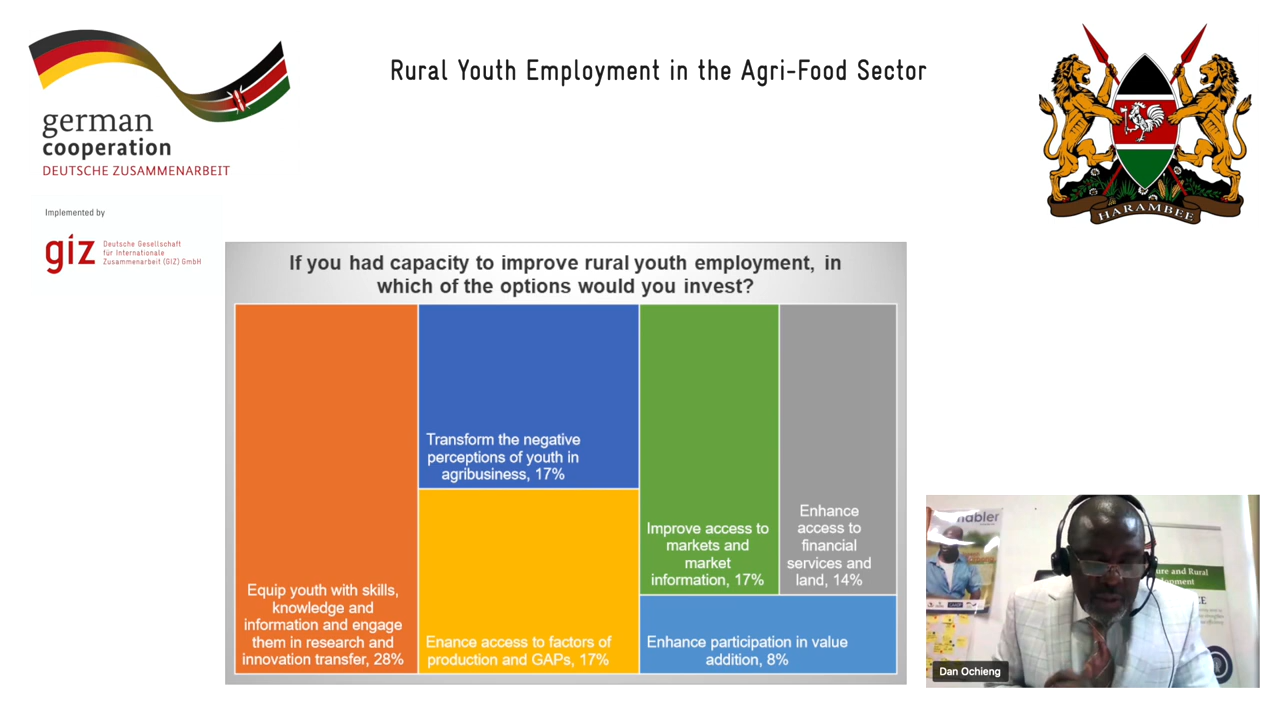 Rural Youth Employment in the Agri-Food Sector
german
cooperation
DEUTSCHE ZUSAMMENARBEIT
Implemented by
giz
Deutsche Gesellschaft
für Internationale
Zusammenarbeit (GIZ) GmbH
HARAMBEE
If you had capacity to improve rural youth employment, in
which of the options would you invest?
Equip youth with skills,
knowledge and
information and engage
them in research and
innovation transfer, 28%
Transform the negative
perceptions of youth in
agribusiness, 17%
Enance access to factors of
production and GAPs, 17%
Improve access to
markets and
market
information, 17%
Enhance
access to
financial
services and
land, 14%
Enhance participation in value
addition, 8%
nabler
ure and Rural
Dan Ochieng